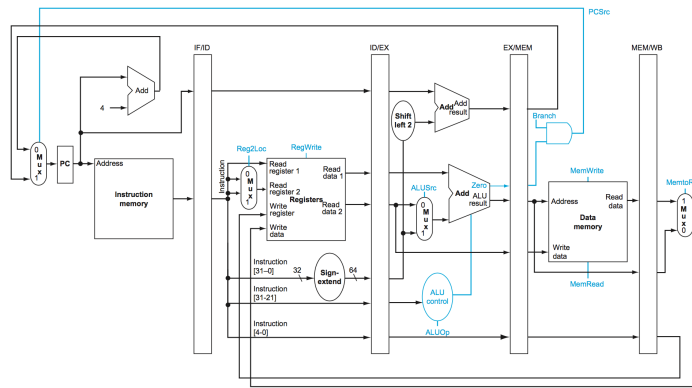 PCSrc
IF/ID
ID/EX
EX/MEM
MEM/WB
Add
4
0
M
u
x
1
PC
Address
Instruction
memory
Instruction
Reg2Loc
0
M
u
x
1
RegWrite
Read
register 1
Read
register 2
Write
register
Write
data
Registers
Read
data 1
Read
data 2
Instruction
[31–0]
32
Sign-
extend
64
Instruction
[31-21]
Instruction
[4-0]
Shift
left 2
Add
Add
result
ALUSrc
0
M
u
x
1
Add
Zero
ALU
result
ALU
control
ALUOp
Branch
MemWrite
Address
Read
data
Data
memory
Write
data
MemRead
1
M
u
x
0